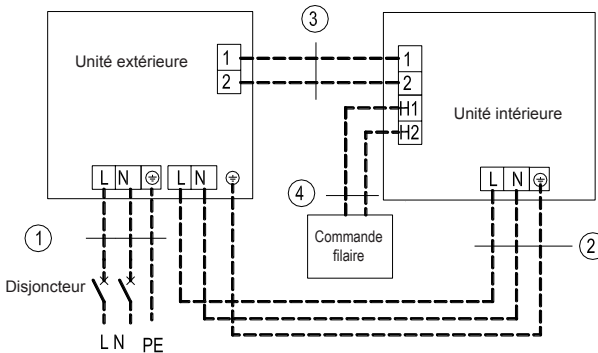 3
Unité extérieure
1
2
1
2
H1
H2
Unité intérieure
L N
L N
L N
4
1
Commande
filaire
2
Disjoncteur
L N PE